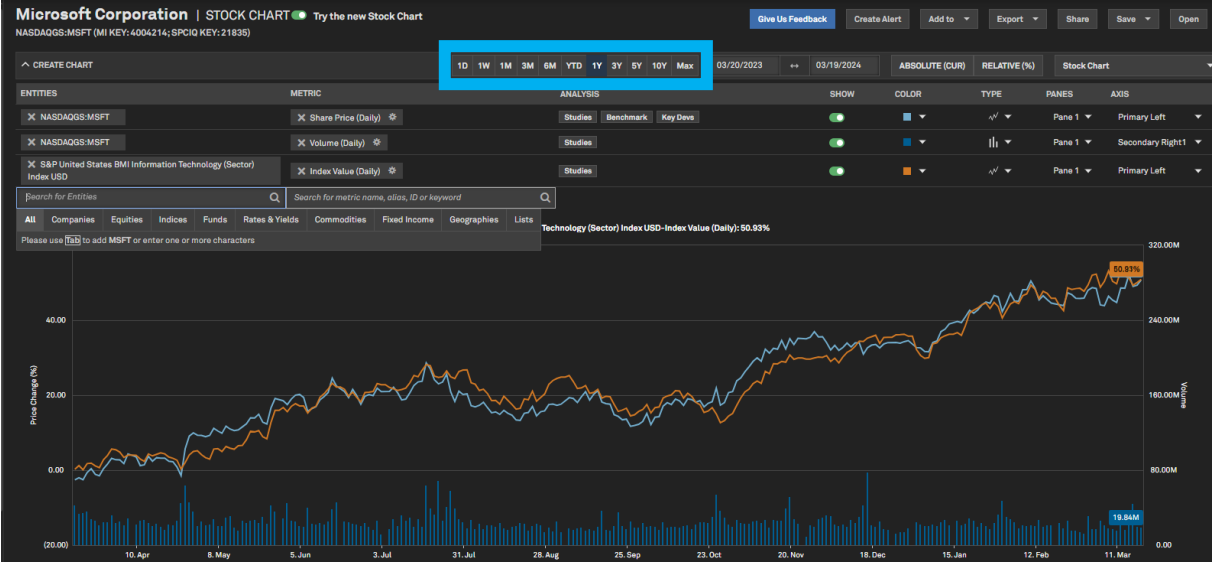 Microsoft Corporation | STOCK CHART Try the new Stock Chart Give Us Feedback Create Alert Add to Export Share Save Open
NASDAQGS:MSFT (MI KEY: 4004214; SPCIQ KEY: 21835)
CREATE CHART 1D 1W 1M 3M 6M YTD 1Y 3Y 5Y 10Y Max 03/20/2023 ↔ 03/19/2024 ABSOLUTE (CUR) RELATIVE (%) Stock Chart
ENTITIES METRIC ANALYSIS SHOW COLOR TYPE PANES AXIS
NASDAQGS:MSFT Share Price (Daily) Studies Benchmark Key Devs Pane 1 Primary Left
NASDAQGS:MSFT Volume (Daily) Studies Pane 1 Secondary Right1
S&P United States BMI Information Technology (Sector)
Index USD Index Value (Daily) Studies Pane 1 Primary Left
Search for Entities Search for metric name, alias, ID or keyword
All Companies Equities Indices Funds Rates & Yields Commodities Fixed Income Geographies Lists
Technology (Sector) Index USD-Index Value (Daily): 50.93%
Please use Tab to add MSFT or enter one or more characters
320.00M
50.93%
40.00 240.00M
20.00 160.00M
Price Change (%)
Volume
0.00 80.00M
19.84M
(20.00) 0.00
10. Apr 8. May 5. Jun 3. Jul 31. Jul 28. Aug 25. Sep 23. Oct 20. Nov 18. Dec 15. Jan 12. Feb 11. Mar